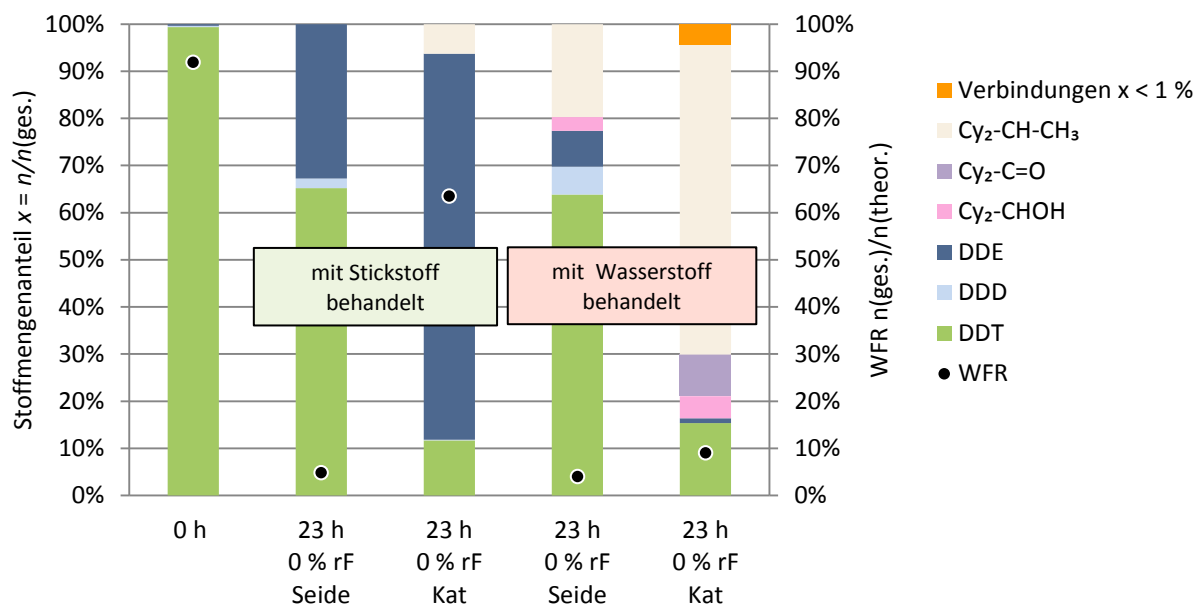 Stoffmengenanteil x = n/n(ges.)
100%
90%
80%
70%
60%
50%
40%
30%
20%
10%
0%
mit Stickstoff
behandelt
mit Wasserstoff
behandelt
0 h
23 h
0 % rF
Seide
23 h
0 % rF
Kat
23 h
0 % rF
Seide
23 h
0 % rF
Kat
100%
90%
80%
70%
60%
50%
40%
30%
20%
10%
0%
WFR n(ges.)/n(theor.)
Verbindungen x < 1 %
Cy₂-CH-CH₃
Cy₂-C=O
Cy₂-CHOH
DDE
DDD
DDT
WFR